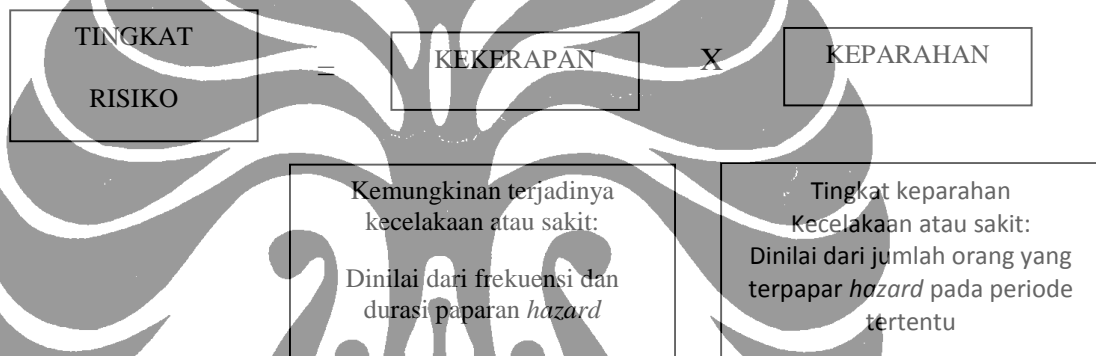 TINGKAT
RISIKO
=
KEKERAPAN
X
KEPARAHAN
Kemungkinan terjadinya
kecelakaan atau sakit:
Dinilai dari frekuensi dan
durasi paparan hazard
Tingkat keparahan
Kecelakaan atau sakit:
Dinilai dari jumlah orang yang
terpapar hazard pada periode
tertentu